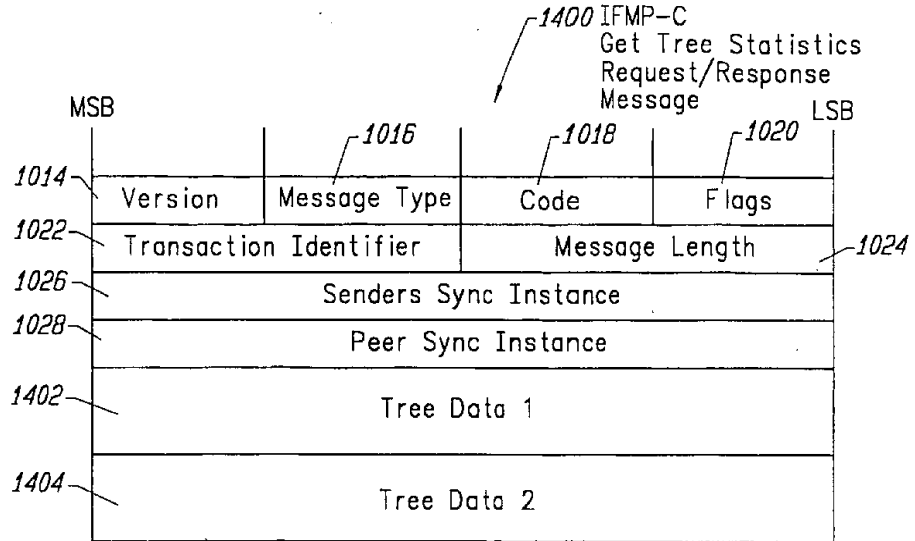 1400 IFMP-C
Get Tree Statistics
Request/Response
Message
MSB
LSB
1016
1018
1020
1014
Version
Message Type
Code
Flags
1022
Transaction Identifier
Message Length
1024
1026
Senders Sync Instance
1028
Peer Sync Instance
1402
Tree Data 1
1404
Tree Data 2